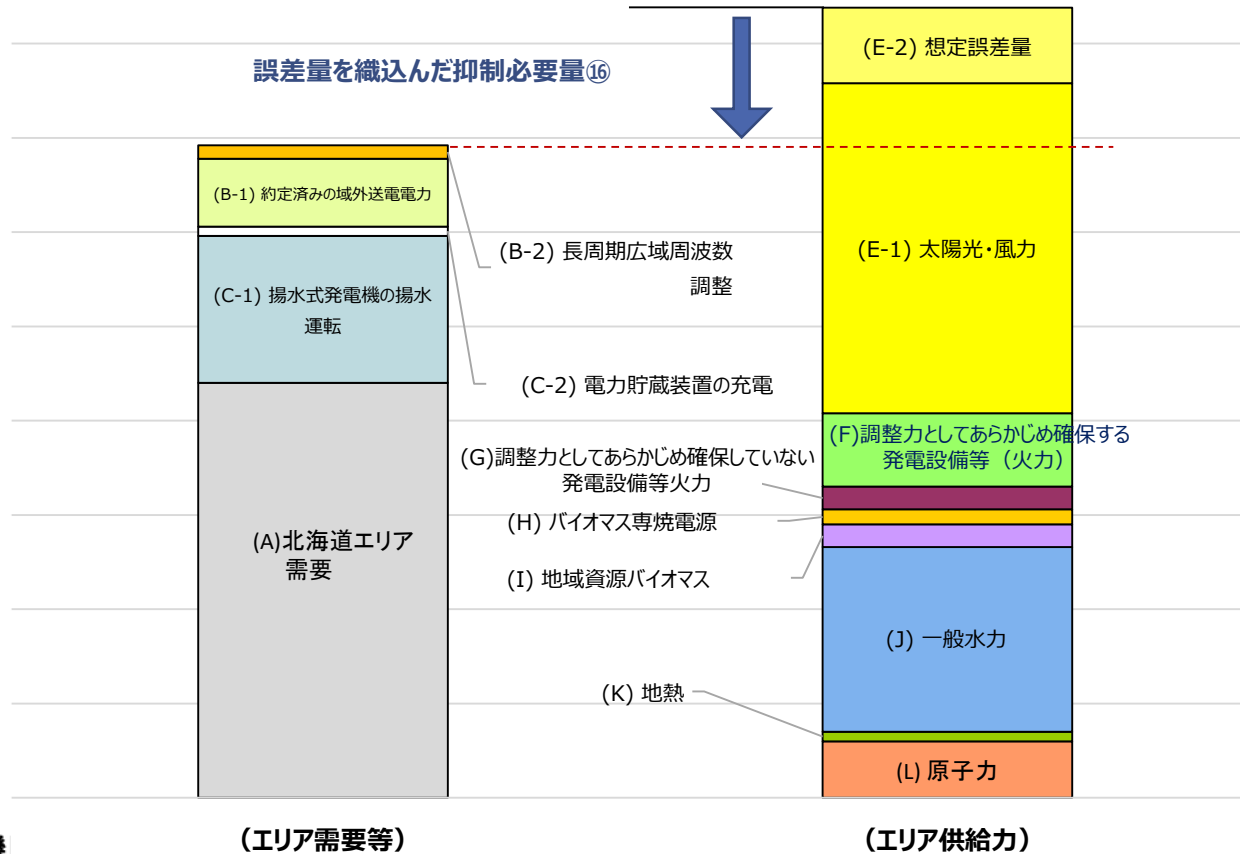 (E-2) 想定誤差量
誤差量を織込んだ抑制必要量⑯
(B-1) 約定済みの域外送電電力
(B-2) 長周期広域周波数
調整
(E-1) 太陽光・風力
(C-1) 揚水式発電機の揚水
運転
(C-2) 電力貯蔵装置の充電
(F)調整力としてあらかじめ確保する
発電設備等（火力）
(G)調整力としてあらかじめ確保していない
発電設備等火力
(H) バイオマス専焼電源
(A)北海道エリア
需要
(I) 地域資源バイオマス
(J) 一般水力
(K) 地熱
(L) 原子力
（エリア需要等）
（エリア供給力）